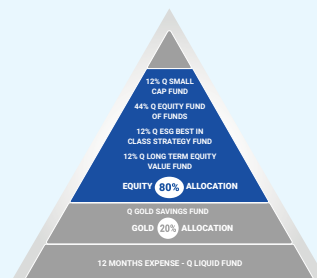 12% Q SMALL
CAP FUND
44% Q EQUITY FUND
OF FUNDS
12% Q ESG BEST IN
CLASS STRATEGY FUND
12% Q LONG TERM EQUITY
VALUE FUND
EQUITY 80% ALLOCATION
Q GOLD SAVINGS FUND
GOLD 20% ALLOCATION
12 MONTHS EXPENSE - Q LIQUID FUND